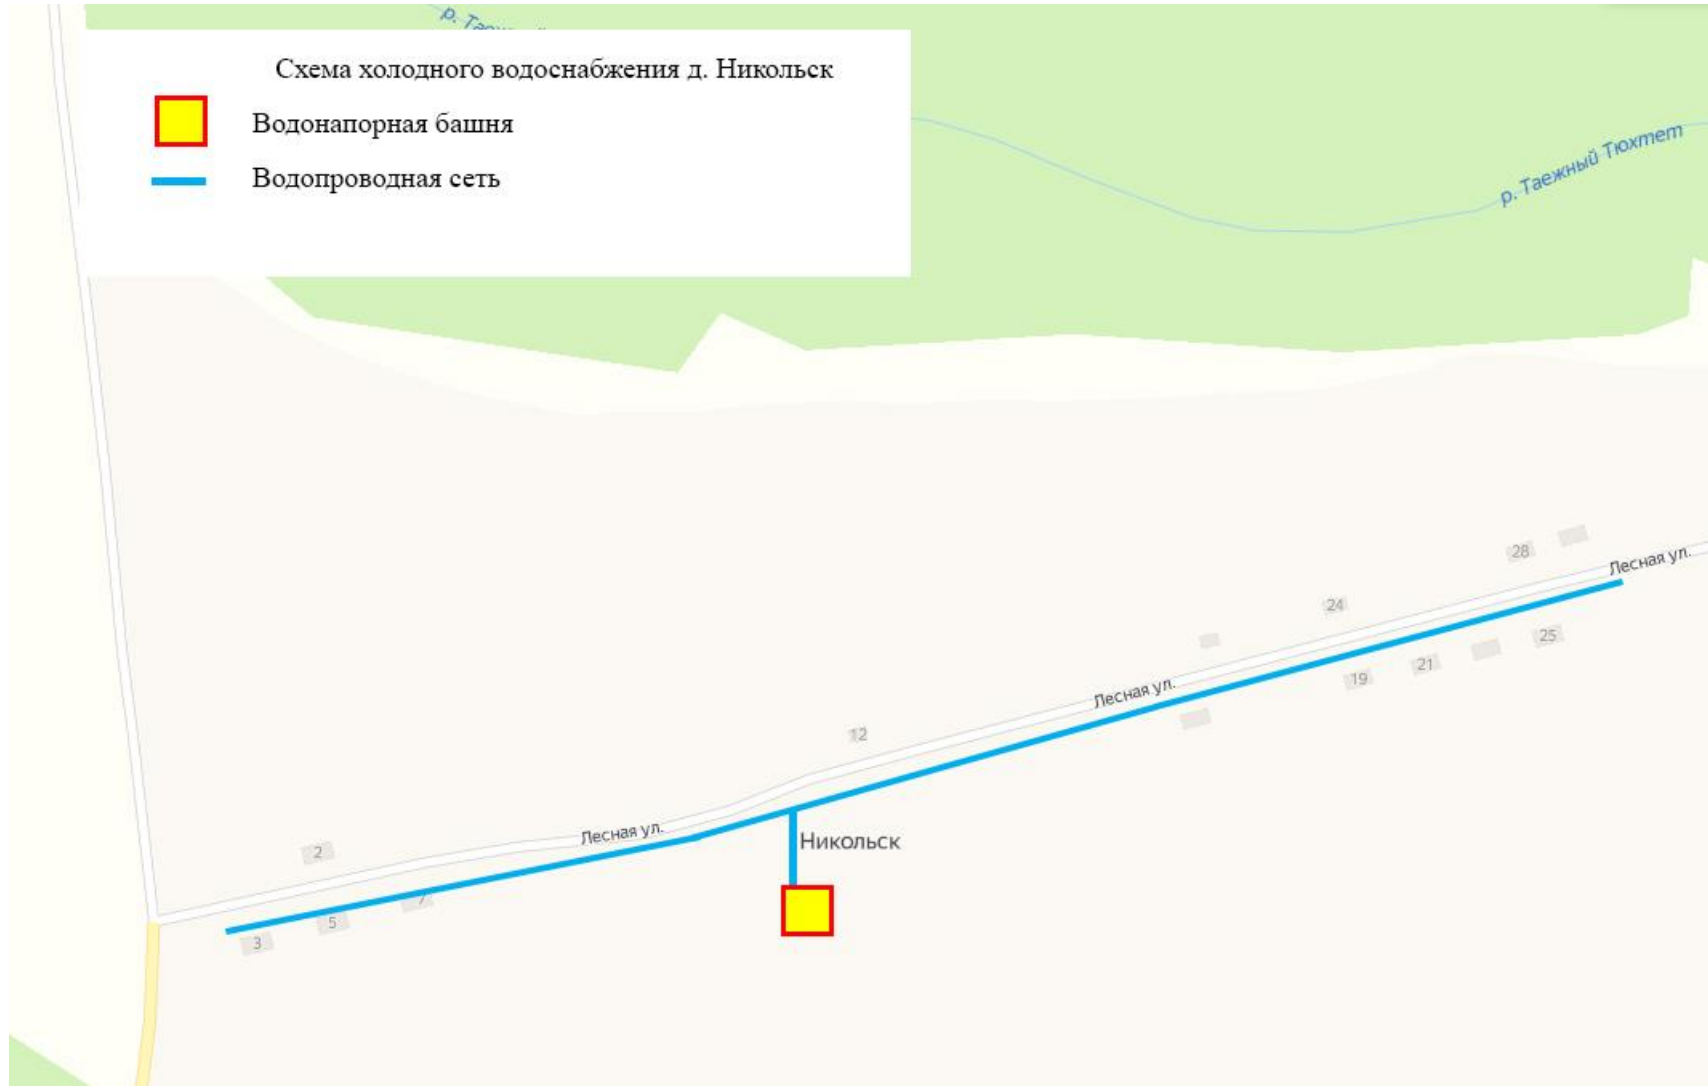 Схема холодного водоснабжения д. Никольск
Водонапорная башня
Водопроводная сеть
р. Таежный Тюхтет
28
Лесная ул.
24
25
21
19
Лесная ул.
12
Лесная ул.
Никольск
2
7
5
3